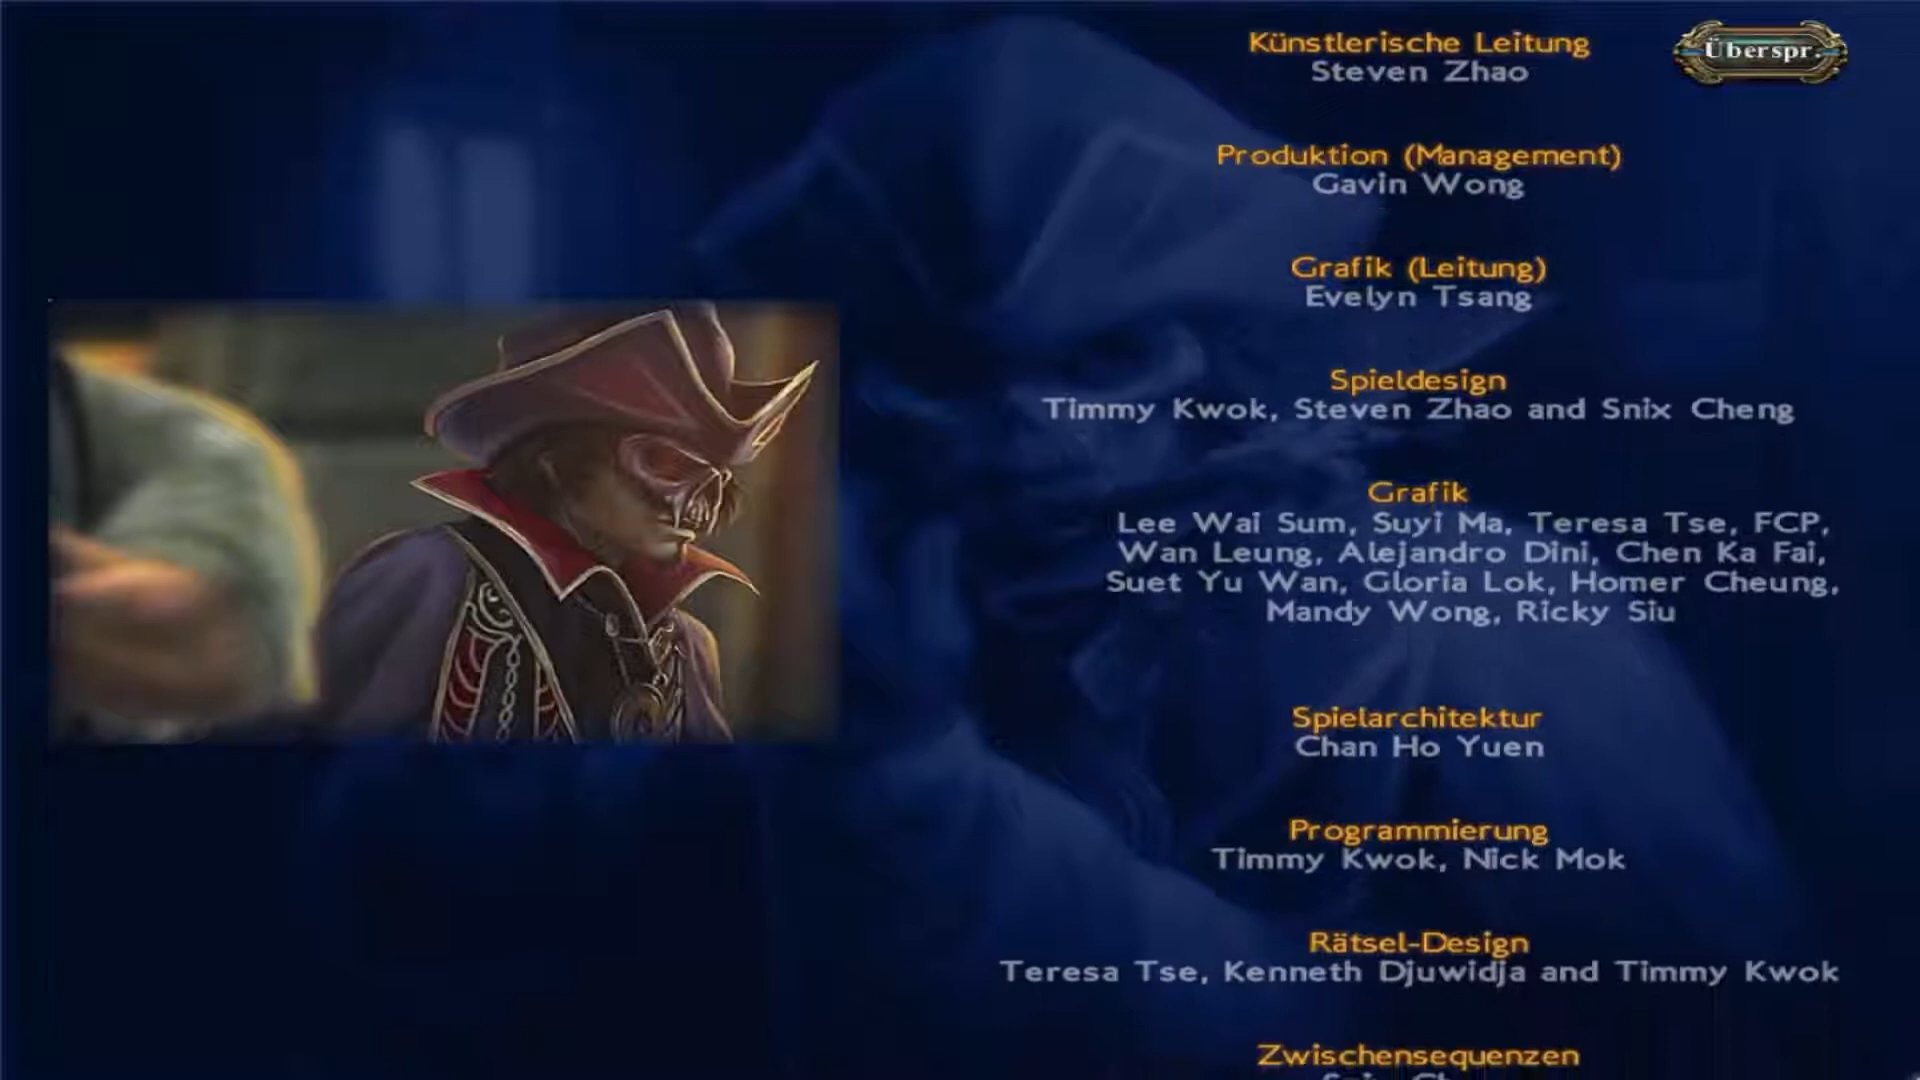 Künstlerische Leitung
Überspr.
Steven Zhao
Produktion (Management)
Gavin Wong
Grafik (Leitung)
Evelyn Tsang
Spieldesign
Timmy Kwok, Steven Zhao and Snix Cheng
Grafik
Lee Wai Sum, Suyi Ma, Teresa Tse, FCP,
Wan Leung, Alejandro Dini, Chen Ka Fai,
Suet Yu Wan, Gloria Lok, Homer Cheung,
Mandy Wong, Ricky Siu
Spielarchitektur
Chan Ho Yuen
Programmierung
Timmy Kwok, Nick Mok
Rätsel-Design
Teresa Tse, Kenneth Djuwidja and Timmy Kwok
Zwischensequenzen